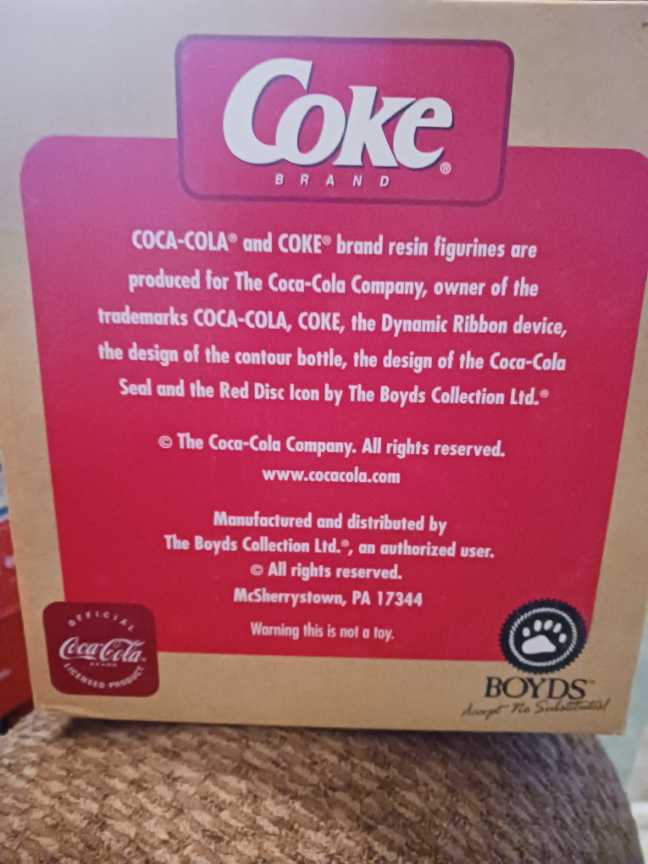 Coke®
BRAND
COCA-COLA® and COKE® brand resin figurines are
produced for The Coca-Cola Company, owner of the
trademarks COCA-COLA, COKE, the Dynamic Ribbon device,
the design of the contour bottle, the design of the Coca-Cola
Seal and the Red Disc Icon by The Boyds Collection Ltd.®
© The Coca-Cola Company. All rights reserved.
www.cocacola.com
Manufactured and distributed by
The Boyds Collection Ltd.®, an authorized user.
© All rights reserved.
McSherrystown, PA 17344
Warning this is not a toy.
OFFICIAL
Coca-Cola
BRAND
LICENSED PRODUCT
BOYDS™
Accept No Substitutes!